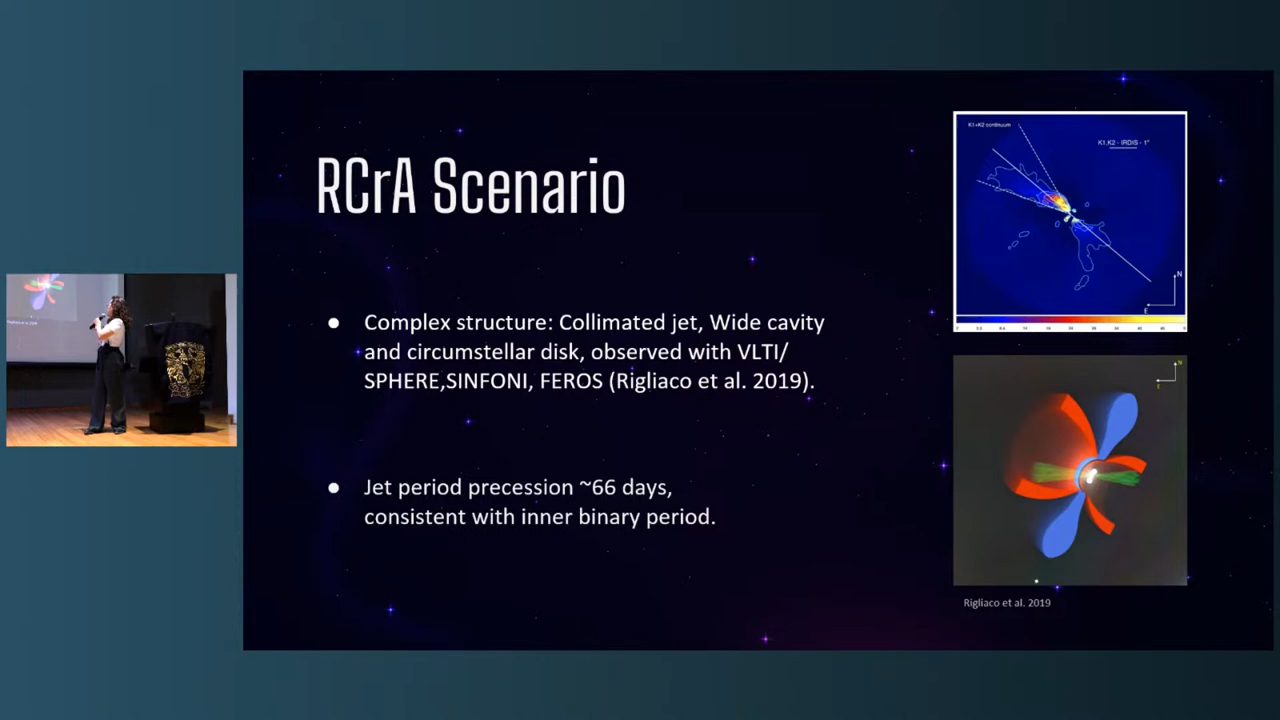 RCrA Scenario
● Complex structure: Collimated jet, Wide cavity
and circumstellar disk, observed with VLTI/
SPHERE,SINFONI, FEROS (Rigliaco et al. 2019).
● Jet period precession ~66 days,
consistent with inner binary period.
K1+K2 continuum
K1,K2 - IRDIS - 1"
N
E
N
E
Rigliaco et al. 2019